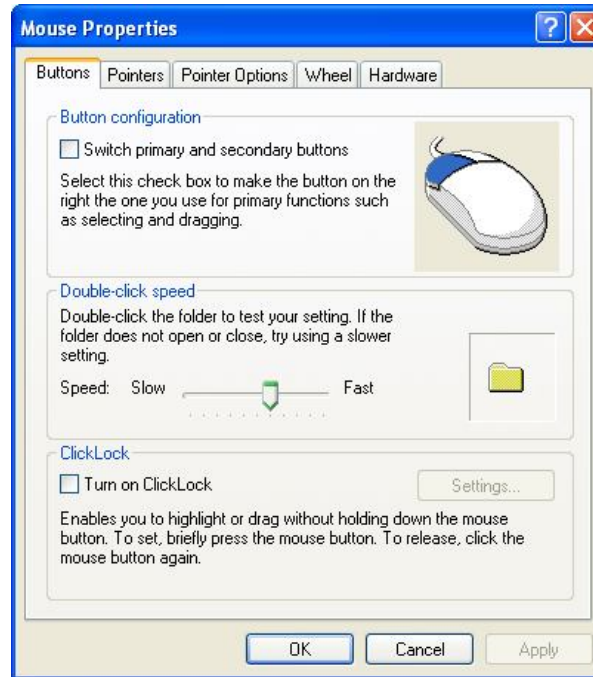 Mouse Properties
Buttons Pointers Pointer Options Wheel Hardware
Button configuration
Switch primary and secondary buttons
Select this check box to make the button on the
right the one you use for primary functions such
as selecting and dragging.
Double-click speed
Double-click the folder to test your setting. If the
folder does not open or close, try using a slower
setting.
Speed: Slow Fast
ClickLock
Turn on ClickLock Settings...
Enables you to highlight or drag without holding down the mouse
button. To set, briefly press the mouse button. To release, click the
mouse button again.
OK Cancel Apply